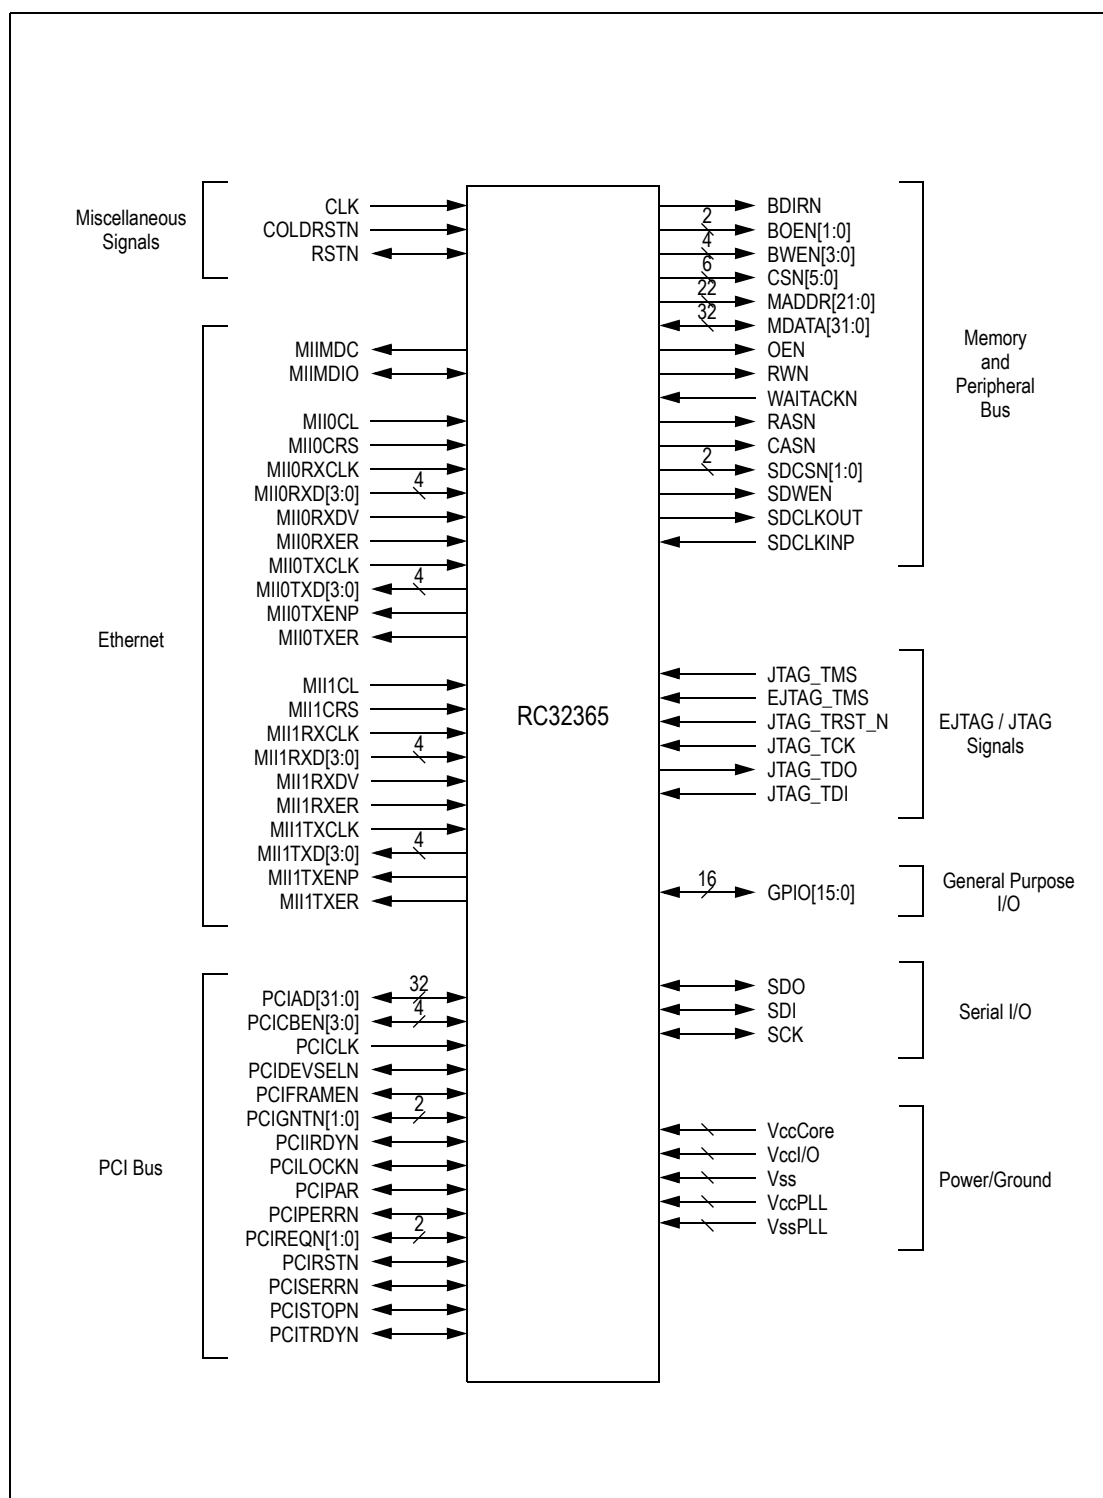 Miscellaneous
Signals
CLK
COLDRSTN
RSTN
Ethernet
MIIMDC
MIIMDIO
MII0CL
MII0CRS
MII0RXCLK
MII0RXD[3:0]
4
MII0RXDV
MII0RXER
MII0TXCLK
MII0TXD[3:0]
4
MII0TXENP
MII0TXER
MII1CL
MII1CRS
MII1RXCLK
MII1RXD[3:0]
4
MII1RXDV
MII1RXER
MII1TXCLK
MII1TXD[3:0]
4
MII1TXENP
MII1TXER
PCI Bus
PCIAD[31:0]
32
PCICBEN[3:0]
4
PCICLK
PCIDEVSELN
PCIFRAMEN
PCIGNTN[1:0]
2
PCIIRDYN
PCILOCKN
PCIPAR
PCIPERRN
PCIREQN[1:0]
2
PCIRSTN
PCISERRN
PCISTOPN
PCITRDYN
RC32365
BDIRN
2
BOEN[1:0]
4
BWEN[3:0]
6
CSN[5:0]
22
MADDR[21:0]
32
MDATA[31:0]
OEN
RWN
WAITACKN
RASN
CASN
2
SDCSN[1:0]
SDWEN
SDCLKOUT
SDCLKINP
Memory
and
Peripheral
Bus
JTAG_TMS
EJTAG_TMS
JTAG_TRST_N
JTAG_TCK
JTAG_TDO
JTAG_TDI
EJTAG / JTAG
Signals
16
GPIO[15:0]
General Purpose
I/O
SDO
SDI
SCK
Serial I/O
VccCore
VccI/O
Vss
VccPLL
VssPLL
Power/Ground